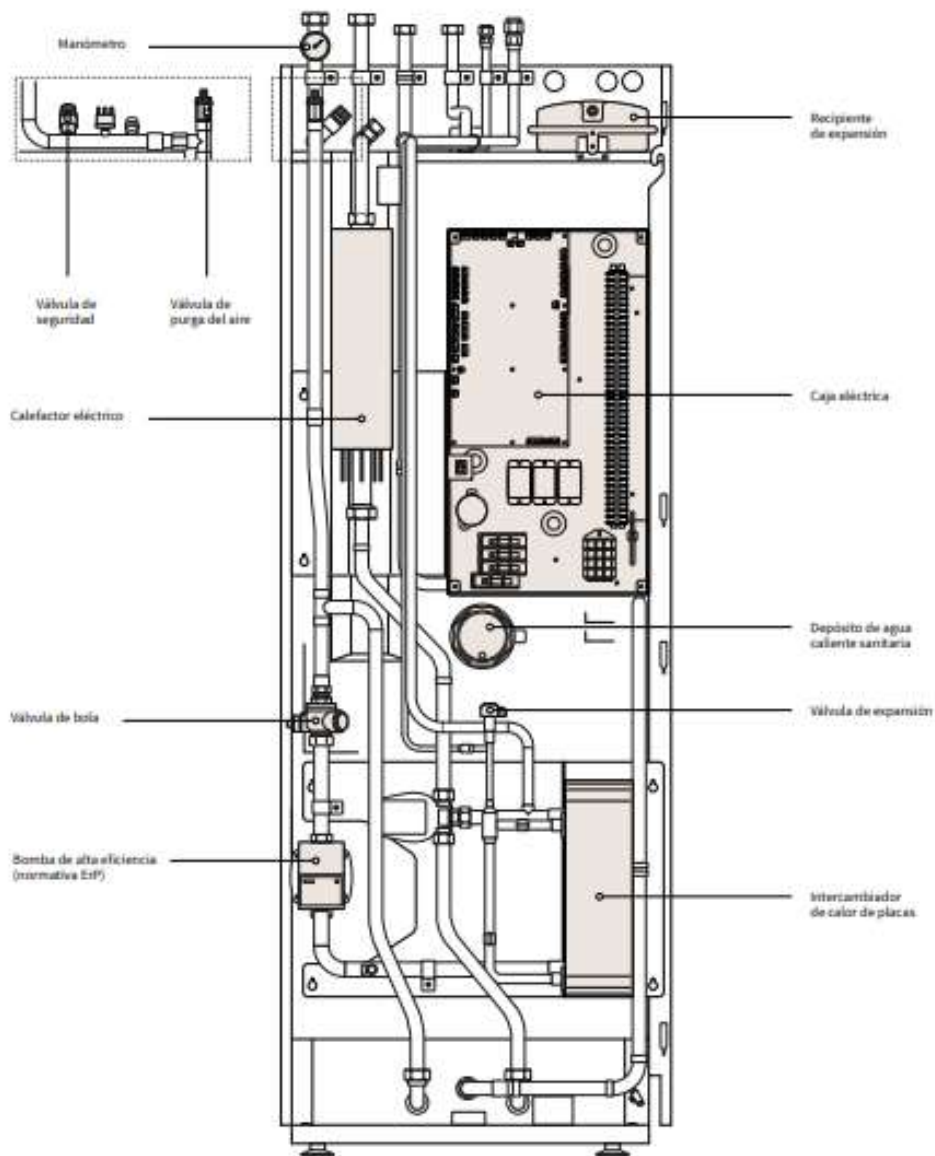 Manómetro
Recipiente
de expansión
Válvula de
seguridad
Válvula de
purga del aire
Calefactor eléctrico
Caja eléctrica
Depósito de agua
caliente sanitaria
Válvula de bola
Válvula de expansión
Bomba de alta eficiencia
(normativa ErP)
Intercambiador
de calor de placas